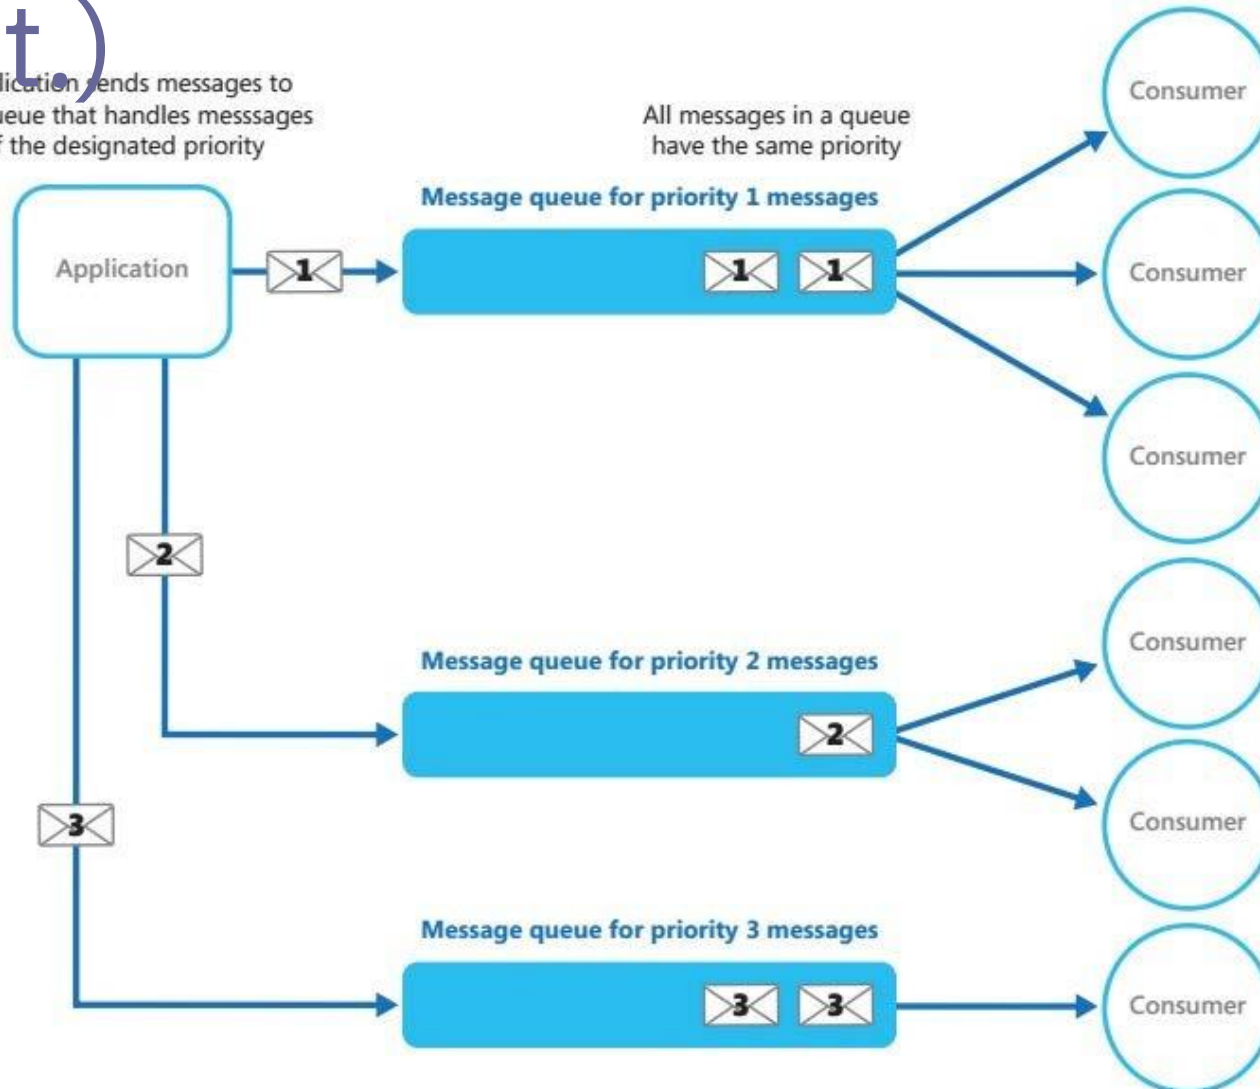 t.)
lication sends messages to
ueue that handles messsages
f the designated priority
All messages in a queue
have the same priority
Message queue for priority 1 messages
Application
1
1
1
Consumer
Consumer
Consumer
2
Message queue for priority 2 messages
2
Consumer
Consumer
3
Message queue for priority 3 messages
3
3
Consumer